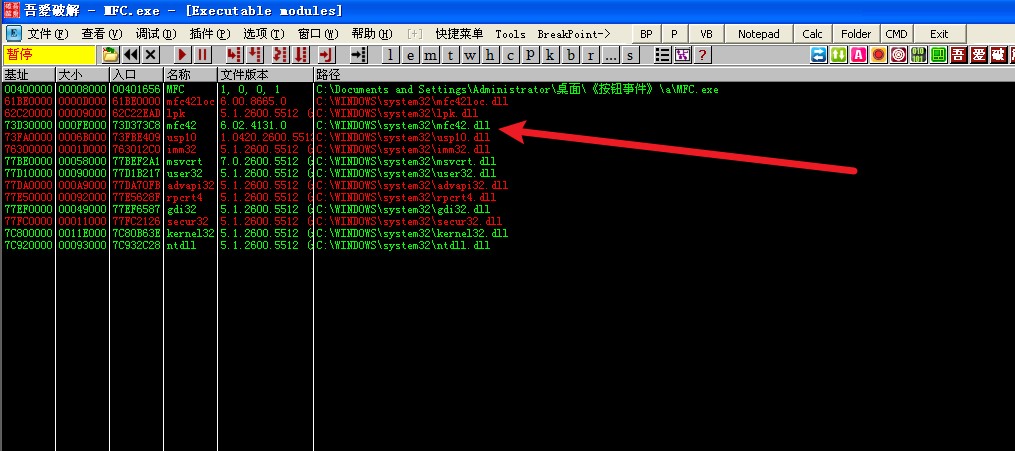 吾爱破解 - MFC.exe - [Executable modules]
文件(F) 查看(V) 调试(D) 插件(P) 选项(T) 窗口(W) 帮助(H) [+] 快捷菜单 Tools BreakPoint-> BP P VB Notepad Calc Folder CMD Exit
暂停 l e m t w h c p k b r ... s ? 吾 愛 破
基址 大小 入口 名称 文件版本 路径
00400000 00008000 00401656 MFC 1, 0, 0, 1 C:\Documents and Settings\Administrator\桌面\《按钮事件》\a\MFC.exe
61BE0000 0000D000 61BE0000 mfc42loc 6.00.8665.0 C:\WINDOWS\system32\mfc42loc.dll
62C20000 00009000 62C22EAD lpk 5.1.2600.5512 ( C:\WINDOWS\system32\lpk.dll
73D30000 000FE000 73D373C8 mfc42 6.02.4131.0 C:\WINDOWS\system32\mfc42.dll
73FA0000 0006B000 73FBE409 usp10 1.0420.2600.5512 C:\WINDOWS\system32\usp10.dll
76300000 0001D000 763012C0 imm32 5.1.2600.5512 ( C:\WINDOWS\system32\imm32.dll
77BE0000 00058000 77BEF2A1 msvcrt 7.0.2600.5512 ( C:\WINDOWS\system32\msvcrt.dll
77D10000 00090000 77D1B217 user32 5.1.2600.5512 ( C:\WINDOWS\system32\user32.dll
77DA0000 000A9000 77DA70FB advapi32 5.1.2600.5512 ( C:\WINDOWS\system32\advapi32.dll
77E50000 00092000 77E5628F rpcrt4 5.1.2600.5512 ( C:\WINDOWS\system32\rpcrt4.dll
77EF0000 00049000 77EF6587 gdi32 5.1.2600.5512 ( C:\WINDOWS\system32\gdi32.dll
77FC0000 00011000 77FC2126 secur32 5.1.2600.5512 ( C:\WINDOWS\system32\secur32.dll
7C800000 0011E000 7C80B63E kernel32 5.1.2600.5512 ( C:\WINDOWS\system32\kernel32.dll
7C920000 00093000 7C932C28 ntdll 5.1.2600.5512 ( C:\WINDOWS\system32\ntdll.dll